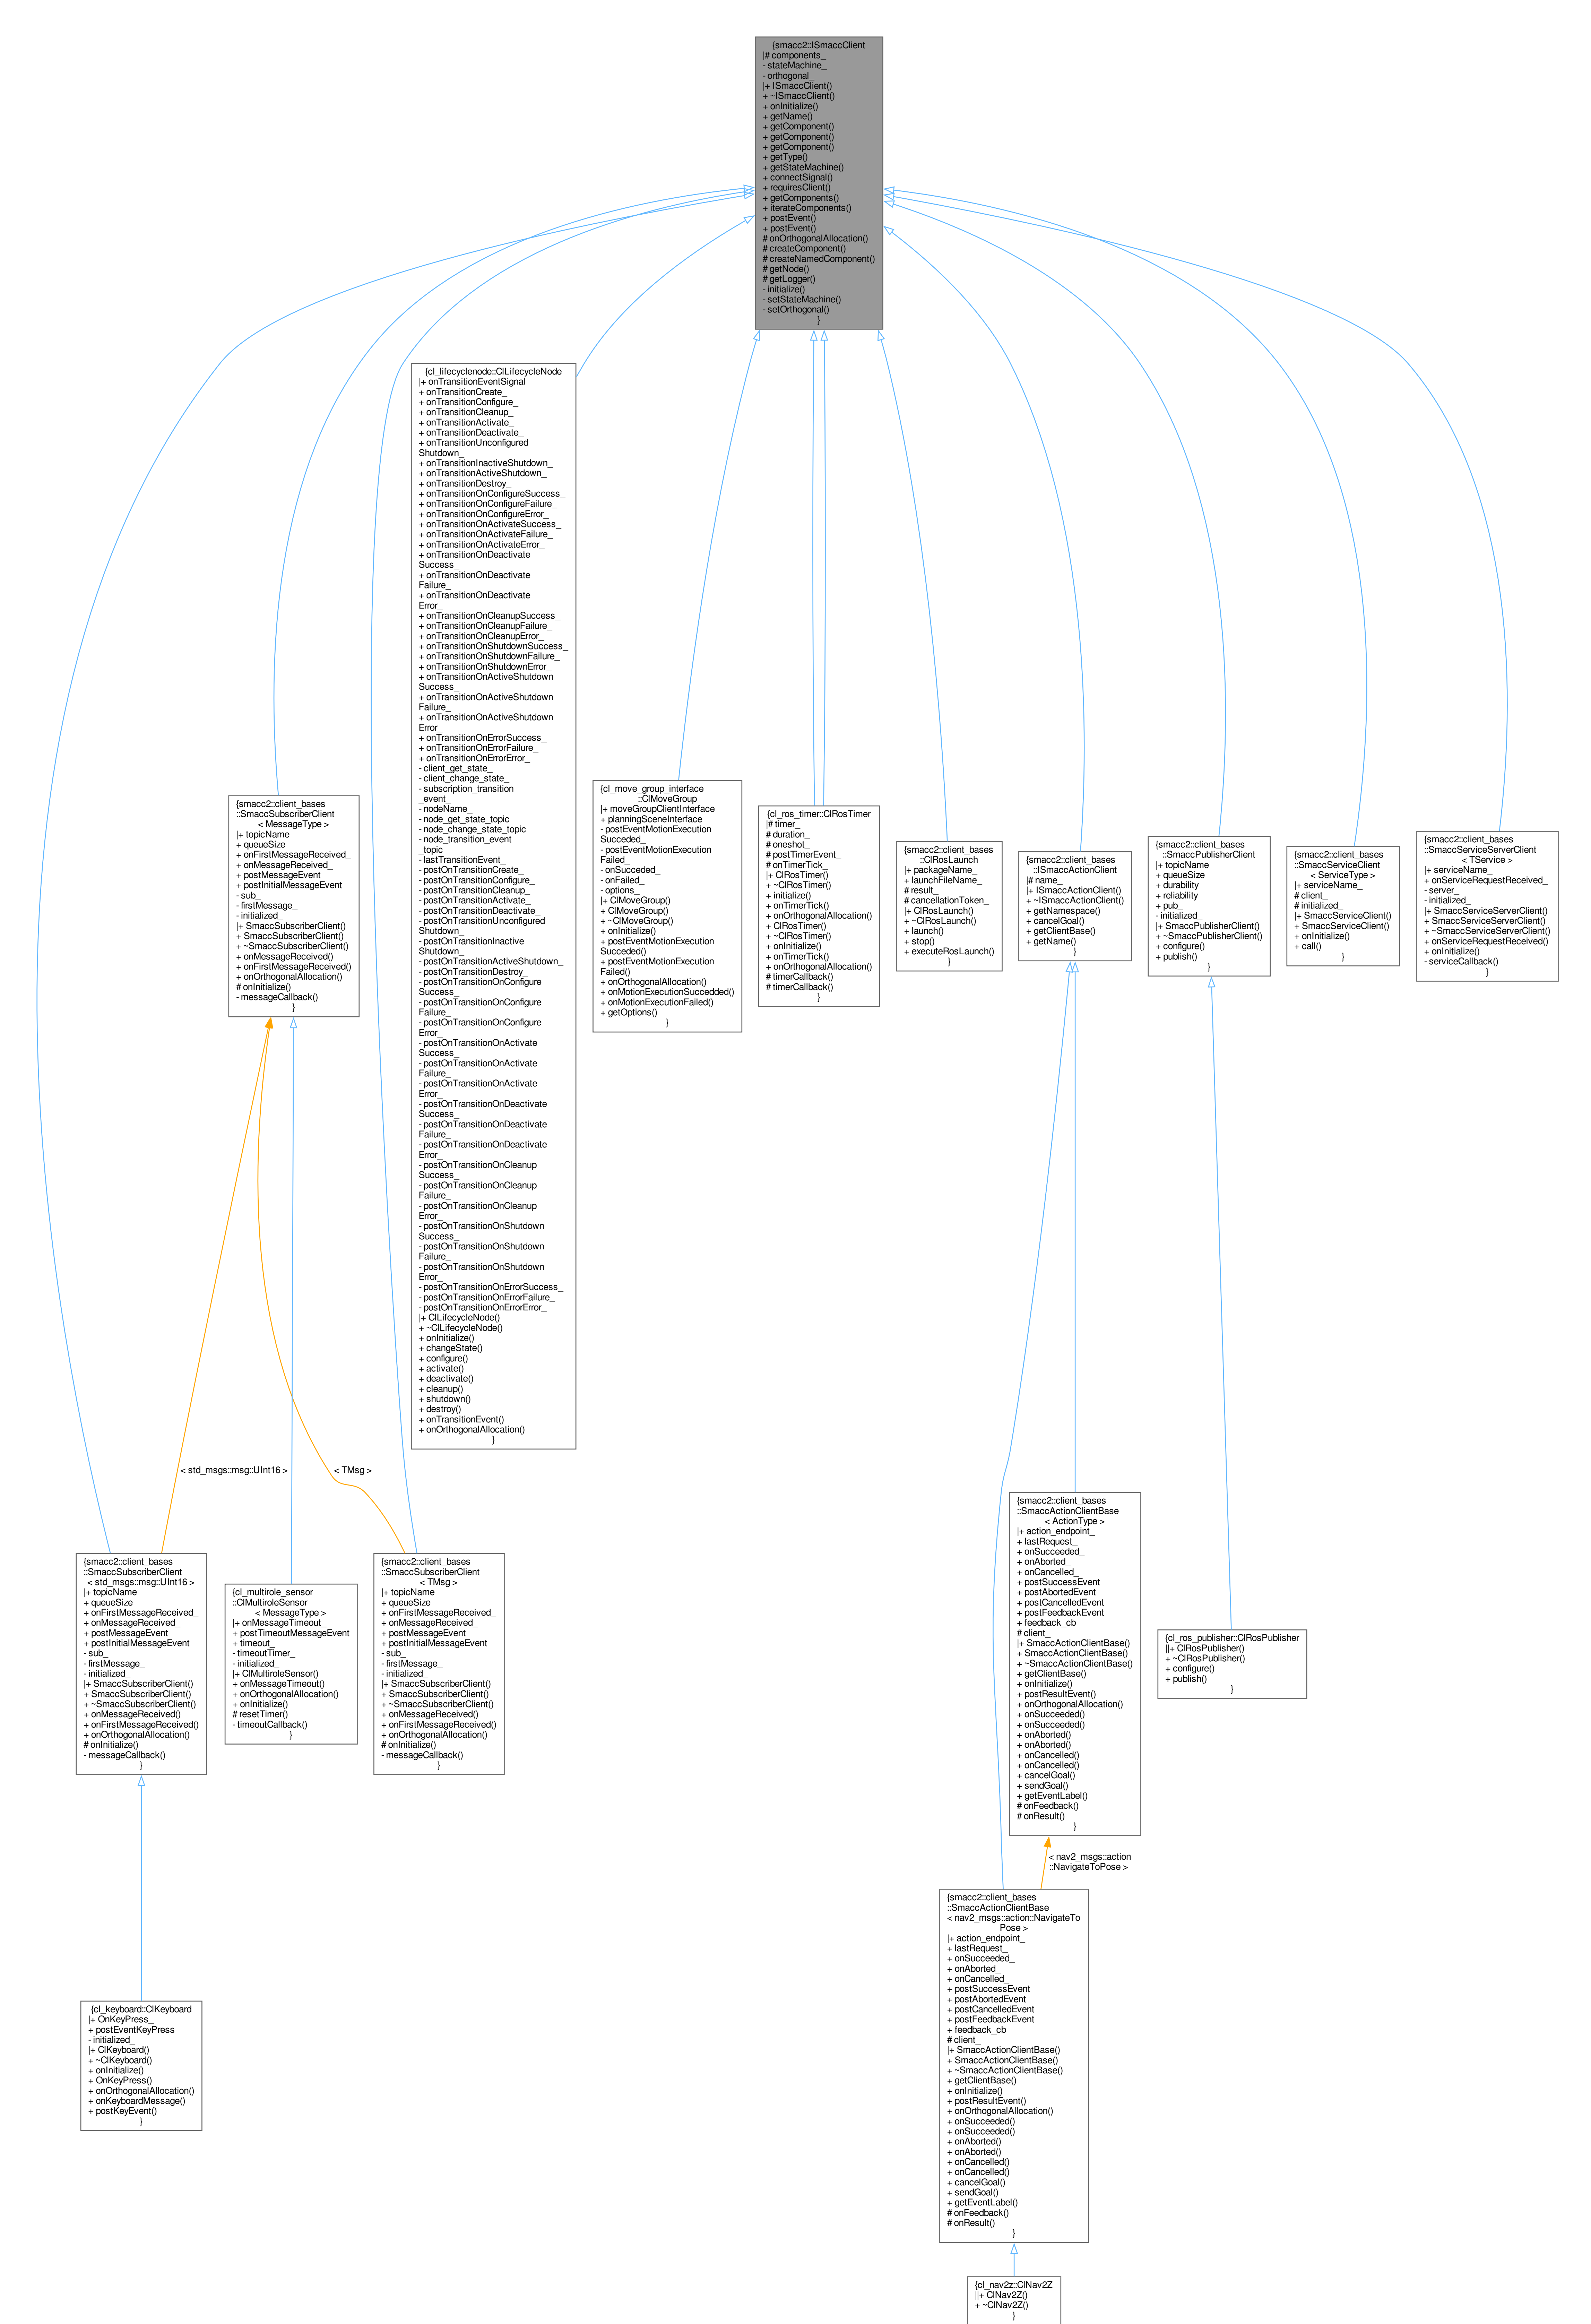 {smacc2::ISmaccClient
|# components_
- stateMachine_
- orthogonal_
|+ ISmaccClient()
+ ~ISmaccClient()
+ onInitialize()
+ getName()
+ getComponent()
+ getComponent()
+ getComponent()
+ getType()
+ getStateMachine()
+ connectSignal()
+ requiresClient()
+ getComponents()
+ iterateComponents()
+ postEvent()
+ postEvent()
# onOrthogonalAllocation()
# createComponent()
# createNamedComponent()
# getNode()
# getLogger()
- initialize()
- setStateMachine()
- setOrthogonal()
}
{cl_lifecyclenode::ClLifecycleNode
|+ onTransitionEventSignal
+ onTransitionCreate_
+ onTransitionConfigure_
+ onTransitionCleanup_
+ onTransitionActivate_
+ onTransitionDeactivate_
+ onTransitionUnconfigured
Shutdown_
+ onTransitionInactiveShutdown_
+ onTransitionActiveShutdown_
+ onTransitionDestroy_
+ onTransitionOnConfigureSuccess_
+ onTransitionOnConfigureFailure_
+ onTransitionOnConfigureError_
+ onTransitionOnActivateSuccess_
+ onTransitionOnActivateFailure_
+ onTransitionOnActivateError_
+ onTransitionOnDeactivate
Success_
+ onTransitionOnDeactivate
Failure_
+ onTransitionOnDeactivate
Error_
+ onTransitionOnCleanupSuccess_
+ onTransitionOnCleanupFailure_
+ onTransitionOnCleanupError_
+ onTransitionOnShutdownSuccess_
+ onTransitionOnShutdownFailure_
+ onTransitionOnShutdownError_
+ onTransitionOnActiveShutdown
Success_
+ onTransitionOnActiveShutdown
Failure_
+ onTransitionOnActiveShutdown
Error_
+ onTransitionOnErrorSuccess_
+ onTransitionOnErrorFailure_
+ onTransitionOnErrorError_
- client_get_state_
- client_change_state_
- subscription_transition
_event_
- nodeName_
- node_get_state_topic
- node_change_state_topic
- node_transition_event
_topic
- lastTransitionEvent_
- postOnTransitionCreate_
- postOnTransitionConfigure_
- postOnTransitionCleanup_
- postOnTransitionActivate_
- postOnTransitionDeactivate_
- postOnTransitionUnconfigured
Shutdown_
- postOnTransitionInactive
Shutdown_
- postOnTransitionActiveShutdown_
- postOnTransitionDestroy_
- postOnTransitionOnConfigure
Success_
- postOnTransitionOnConfigure
Failure_
- postOnTransitionOnConfigure
Error_
- postOnTransitionOnActivate
Success_
- postOnTransitionOnActivate
Failure_
- postOnTransitionOnActivate
Error_
- postOnTransitionOnDeactivate
Success_
- postOnTransitionOnDeactivate
Failure_
- postOnTransitionOnDeactivate
Error_
- postOnTransitionOnCleanup
Success_
- postOnTransitionOnCleanup
Failure_
- postOnTransitionOnCleanup
Error_
- postOnTransitionOnShutdown
Success_
- postOnTransitionOnShutdown
Failure_
- postOnTransitionOnShutdown
Error_
- postOnTransitionOnErrorSuccess_
- postOnTransitionOnErrorFailure_
- postOnTransitionOnErrorError_
|+ ClLifecycleNode()
+ ~ClLifecycleNode()
+ onInitialize()
+ changeState()
+ configure()
+ activate()
+ deactivate()
+ cleanup()
+ shutdown()
+ destroy()
+ onTransitionEvent()
+ onOrthogonalAllocation()
}
{smacc2::client_bases
::SmaccSubscriberClient
< MessageType >
|+ topicName
+ queueSize
+ onFirstMessageReceived_
+ onMessageReceived_
+ postMessageEvent
+ postInitialMessageEvent
- sub_
- firstMessage_
- initialized_
|+ SmaccSubscriberClient()
+ SmaccSubscriberClient()
+ ~SmaccSubscriberClient()
+ onMessageReceived()
+ onFirstMessageReceived()
+ onOrthogonalAllocation()
# onInitialize()
- messageCallback()
}
{cl_move_group_interface
::ClMoveGroup
|+ moveGroupClientInterface
+ planningSceneInterface
- postEventMotionExecution
Succeded_
- postEventMotionExecution
Failed_
- onSucceded_
- onFailed_
- options_
|+ ClMoveGroup()
+ ClMoveGroup()
+ ~ClMoveGroup()
+ onInitialize()
+ postEventMotionExecution
Succeded()
+ postEventMotionExecution
Failed()
+ onOrthogonalAllocation()
+ onMotionExecutionSuccedded()
+ onMotionExecutionFailed()
+ getOptions()
}
{cl_ros_timer::ClRosTimer
|# timer_
# duration_
# oneshot_
# postTimerEvent_
# onTimerTick_
|+ ClRosTimer()
+ ~ClRosTimer()
+ initialize()
+ onTimerTick()
+ onOrthogonalAllocation()
+ ClRosTimer()
+ ~ClRosTimer()
+ onInitialize()
+ onTimerTick()
+ onOrthogonalAllocation()
# timerCallback()
# timerCallback()
}
{smacc2::client_bases
::ClRosLaunch
|+ packageName_
+ launchFileName_
# result_
# cancellationToken_
|+ ClRosLaunch()
+ ~ClRosLaunch()
+ launch()
+ stop()
+ executeRosLaunch()
}
{smacc2::client_bases
::ISmaccActionClient
|# name_
|+ ISmaccActionClient()
+ ~ISmaccActionClient()
+ getNamespace()
+ cancelGoal()
+ getClientBase()
+ getName()
}
{smacc2::client_bases
::SmaccPublisherClient
|+ topicName
+ queueSize
+ durability
+ reliability
+ pub_
- initialized_
|+ SmaccPublisherClient()
+ ~SmaccPublisherClient()
+ configure()
+ publish()
}
{smacc2::client_bases
::SmaccServiceClient
< ServiceType >
|+ serviceName_
# client_
# initialized_
|+ SmaccServiceClient()
+ SmaccServiceClient()
+ onInitialize()
+ call()
}
{smacc2::client_bases
::SmaccServiceServerClient
< TService >
|+ serviceName_
+ onServiceRequestReceived_
- server_
- initialized_
|+ SmaccServiceServerClient()
+ SmaccServiceServerClient()
+ ~SmaccServiceServerClient()
+ onServiceRequestReceived()
+ onInitialize()
- serviceCallback()
}
< std_msgs::msg::UInt16 >
< TMsg >
{smacc2::client_bases
::SmaccSubscriberClient
< std_msgs::msg::UInt16 >
|+ topicName
+ queueSize
+ onFirstMessageReceived_
+ onMessageReceived_
+ postMessageEvent
+ postInitialMessageEvent
- sub_
- firstMessage_
- initialized_
|+ SmaccSubscriberClient()
+ SmaccSubscriberClient()
+ ~SmaccSubscriberClient()
+ onMessageReceived()
+ onFirstMessageReceived()
+ onOrthogonalAllocation()
# onInitialize()
- messageCallback()
}
{cl_multirole_sensor
::ClMultiroleSensor
< MessageType >
|+ onMessageTimeout_
+ postTimeoutMessageEvent
+ timeout_
- timeoutTimer_
- initialized_
|+ ClMultiroleSensor()
+ onMessageTimeout()
+ onOrthogonalAllocation()
+ onInitialize()
# resetTimer()
- timeoutCallback()
}
{smacc2::client_bases
::SmaccSubscriberClient
< TMsg >
|+ topicName
+ queueSize
+ onFirstMessageReceived_
+ onMessageReceived_
+ postMessageEvent
+ postInitialMessageEvent
- sub_
- firstMessage_
- initialized_
|+ SmaccSubscriberClient()
+ SmaccSubscriberClient()
+ ~SmaccSubscriberClient()
+ onMessageReceived()
+ onFirstMessageReceived()
+ onOrthogonalAllocation()
# onInitialize()
- messageCallback()
}
{smacc2::client_bases
::SmaccActionClientBase
< ActionType >
|+ action_endpoint_
+ lastRequest_
+ onSucceeded_
+ onAborted_
+ onCancelled_
+ postSuccessEvent
+ postAbortedEvent
+ postCancelledEvent
+ postFeedbackEvent
+ feedback_cb
# client_
|+ SmaccActionClientBase()
+ SmaccActionClientBase()
+ ~SmaccActionClientBase()
+ getClientBase()
+ onInitialize()
+ postResultEvent()
+ onOrthogonalAllocation()
+ onSucceeded()
+ onSucceeded()
+ onAborted()
+ onAborted()
+ onCancelled()
+ onCancelled()
+ cancelGoal()
+ sendGoal()
+ getEventLabel()
# onFeedback()
# onResult()
}
{cl_ros_publisher::ClRosPublisher
||+ ClRosPublisher()
+ ~ClRosPublisher()
+ configure()
+ publish()
}
< nav2_msgs::action
::NavigateToPose >
{smacc2::client_bases
::SmaccActionClientBase
< nav2_msgs::action::NavigateTo
Pose >
|+ action_endpoint_
+ lastRequest_
+ onSucceeded_
+ onAborted_
+ onCancelled_
+ postSuccessEvent
+ postAbortedEvent
+ postCancelledEvent
+ postFeedbackEvent
+ feedback_cb
# client_
|+ SmaccActionClientBase()
+ SmaccActionClientBase()
+ ~SmaccActionClientBase()
+ getClientBase()
+ onInitialize()
+ postResultEvent()
+ onOrthogonalAllocation()
+ onSucceeded()
+ onSucceeded()
+ onAborted()
+ onAborted()
+ onCancelled()
+ onCancelled()
+ cancelGoal()
+ sendGoal()
+ getEventLabel()
# onFeedback()
# onResult()
}
{cl_keyboard::ClKeyboard
|+ OnKeyPress_
+ postEventKeyPress
- initialized_
|+ ClKeyboard()
+ ~ClKeyboard()
+ onInitialize()
+ OnKeyPress()
+ onOrthogonalAllocation()
+ onKeyboardMessage()
+ postKeyEvent()
}
{cl_nav2z::ClNav2Z
||+ ClNav2Z()
+ ~ClNav2Z()
}